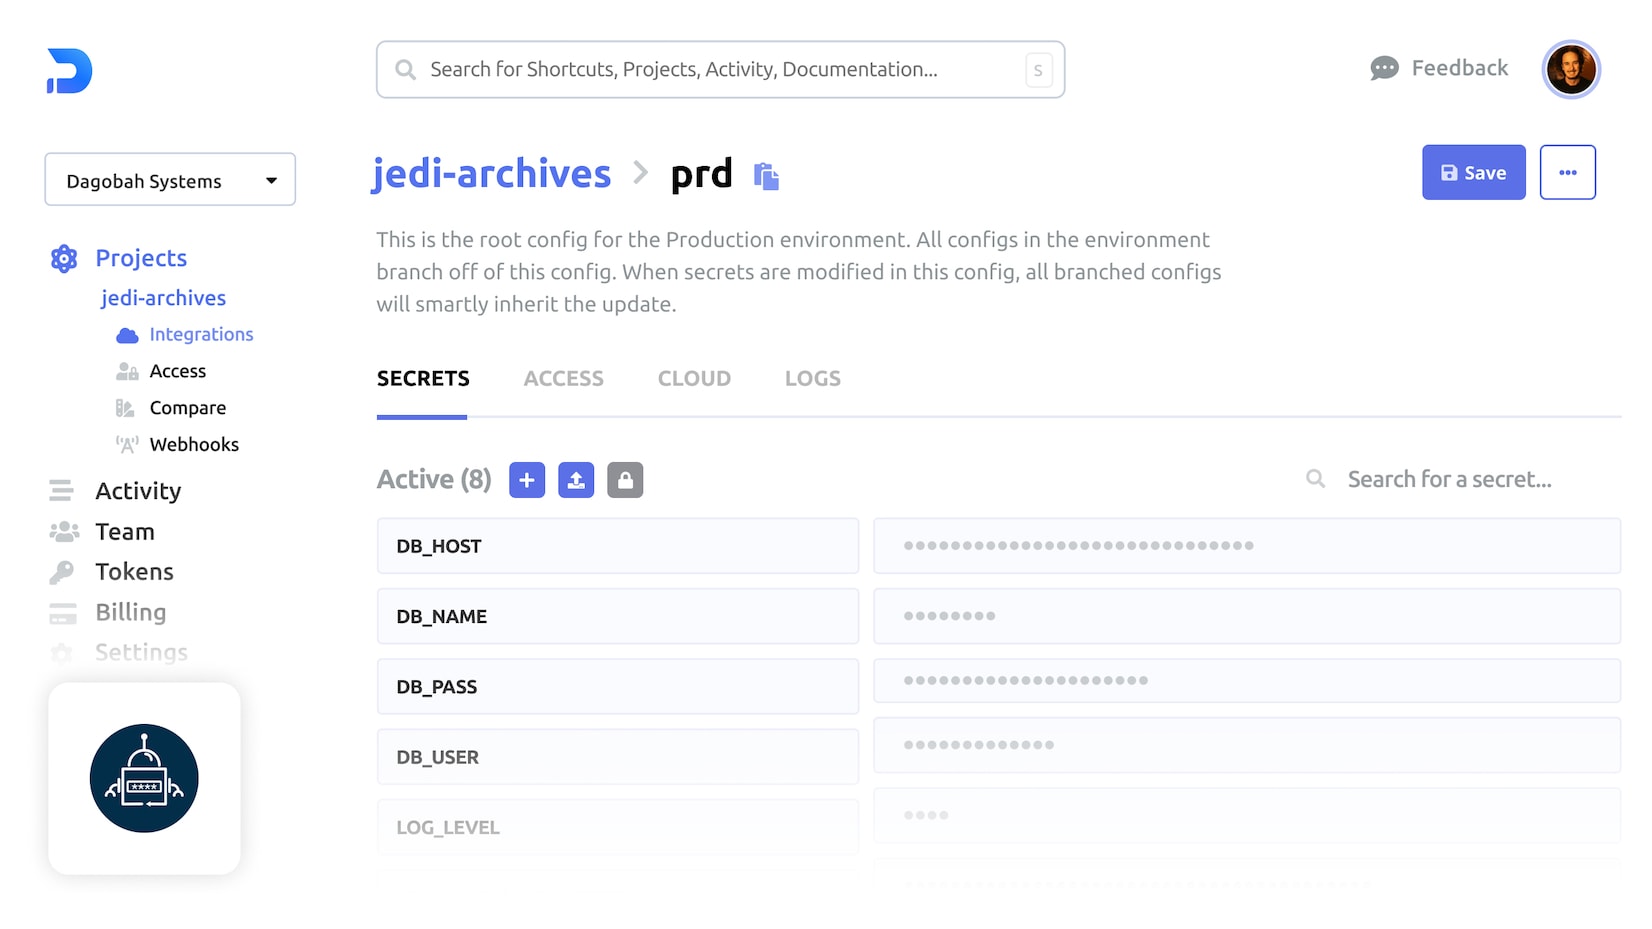 Search for Shortcuts, Projects, Activity, Documentation...
S
Feedback
Dagobah Systems
jedi-archives > prd
Save
...
This is the root config for the Production environment. All configs in the environment
branch off of this config. When secrets are modified in this config, all branched configs
will smartly inherit the update.
Projects
jedi-archives
Integrations
Access
Compare
Webhooks
Activity
Team
Tokens
Billing
Settings
****
SECRETS
ACCESS
CLOUD
LOGS
Active (8)
Search for a secret...
DB_HOST
DB_NAME
DB_PASS
DB_USER
LOG_LEVEL